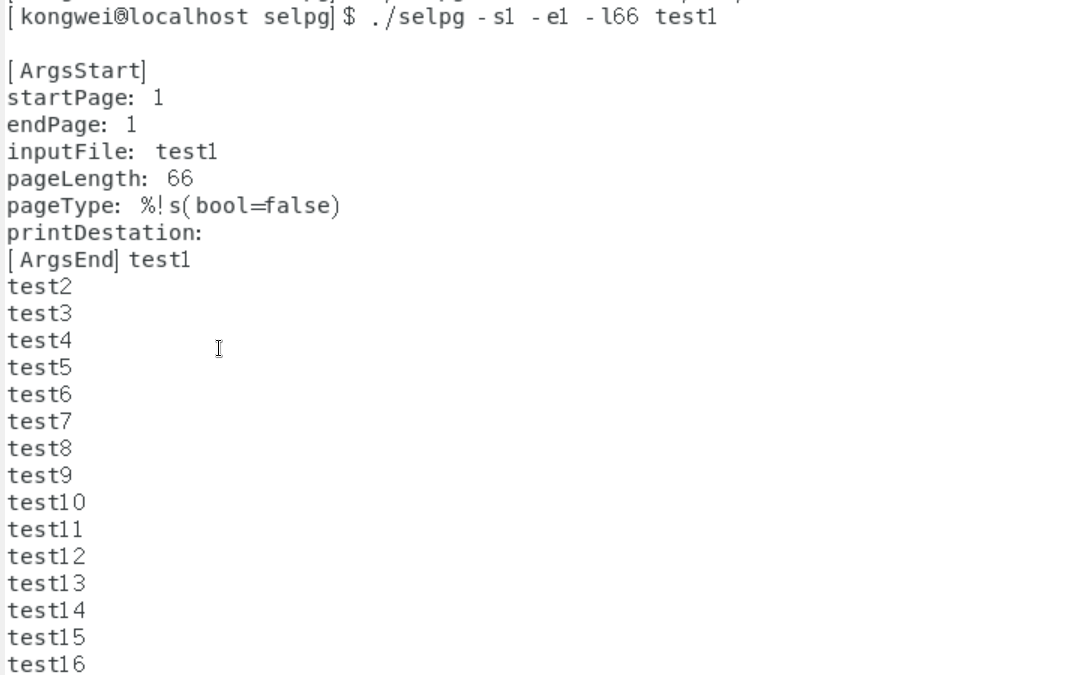 [kongwei@localhost selpg]$ ./selpg -s1 -e1 -l66 test1
[ArgsStart]
startPage: 1
endPage: 1
inputFile: test1
pageLength: 66
pageType: %!s(bool=false)
printDestation:
[ArgsEnd] test1
test2
test3
test4
test5
test6
test7
test8
test9
test10
test11
test12
test13
test14
test15
test16